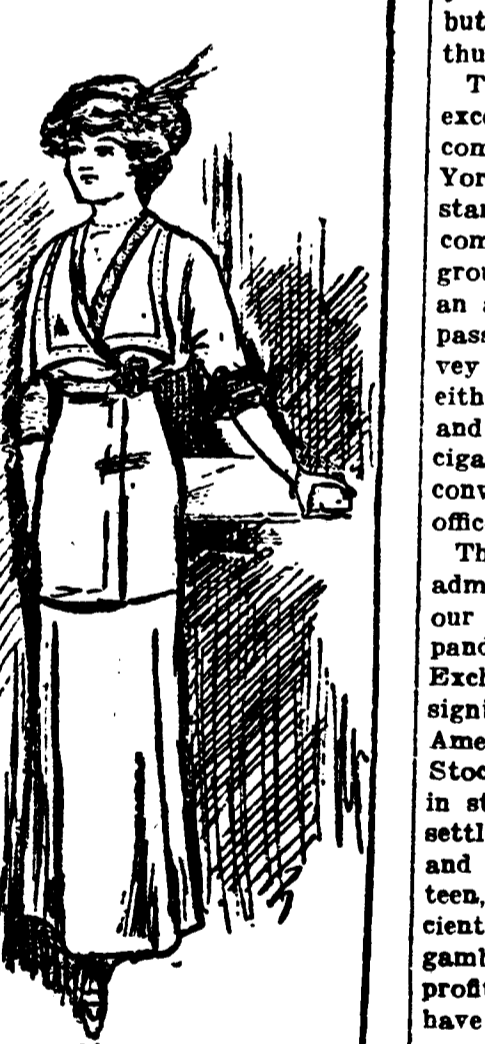 but
thu
T
exce
com
Yor
star
com
grou
an a
pass
vey
eith
and
ciga
conv
offic
Th
adm
our
pand
Exch
signi
Ame
Stoc
in st
settl
and
teen,
cient
gamb
profit
have